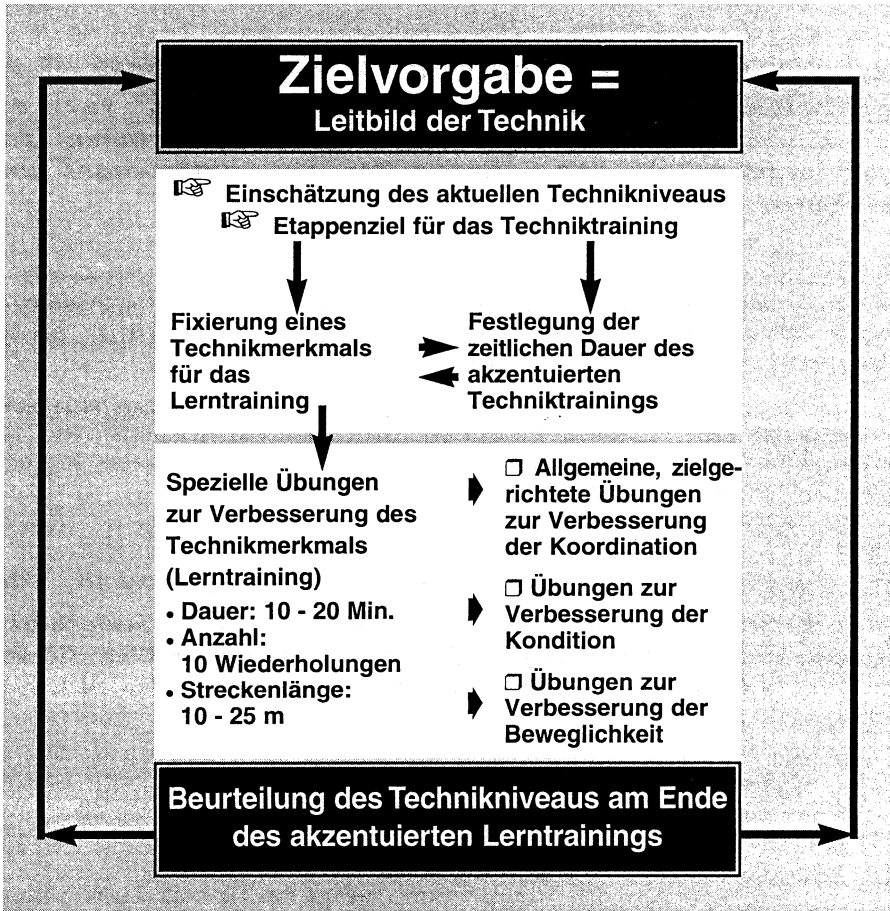 Zielvorgabe =
Leitbild der Technik
Einschätzung des aktuellen Technikniveaus
Etappenziel für das Techniktraining
Fixierung eines
Technikmerkmals
für das
Lerntraining
Festlegung der
zeitlichen Dauer des
akzentuierten
Techniktrainings
Spezielle Übungen
zur Verbesserung des
Technikmerkmals
(Lerntraining)
• Dauer: 10 - 20 Min.
• Anzahl:
10 Wiederholungen
• Streckenlänge:
10 - 25 m
❒ Allgemeine, zielge-
richtete Übungen
zur Verbesserung
der Koordination
❒ Übungen zur
Verbesserung der
Kondition
❒ Übungen zur
Verbesserung der
Beweglichkeit
Beurteilung des Technikniveaus am Ende
des akzentuierten Lerntrainings